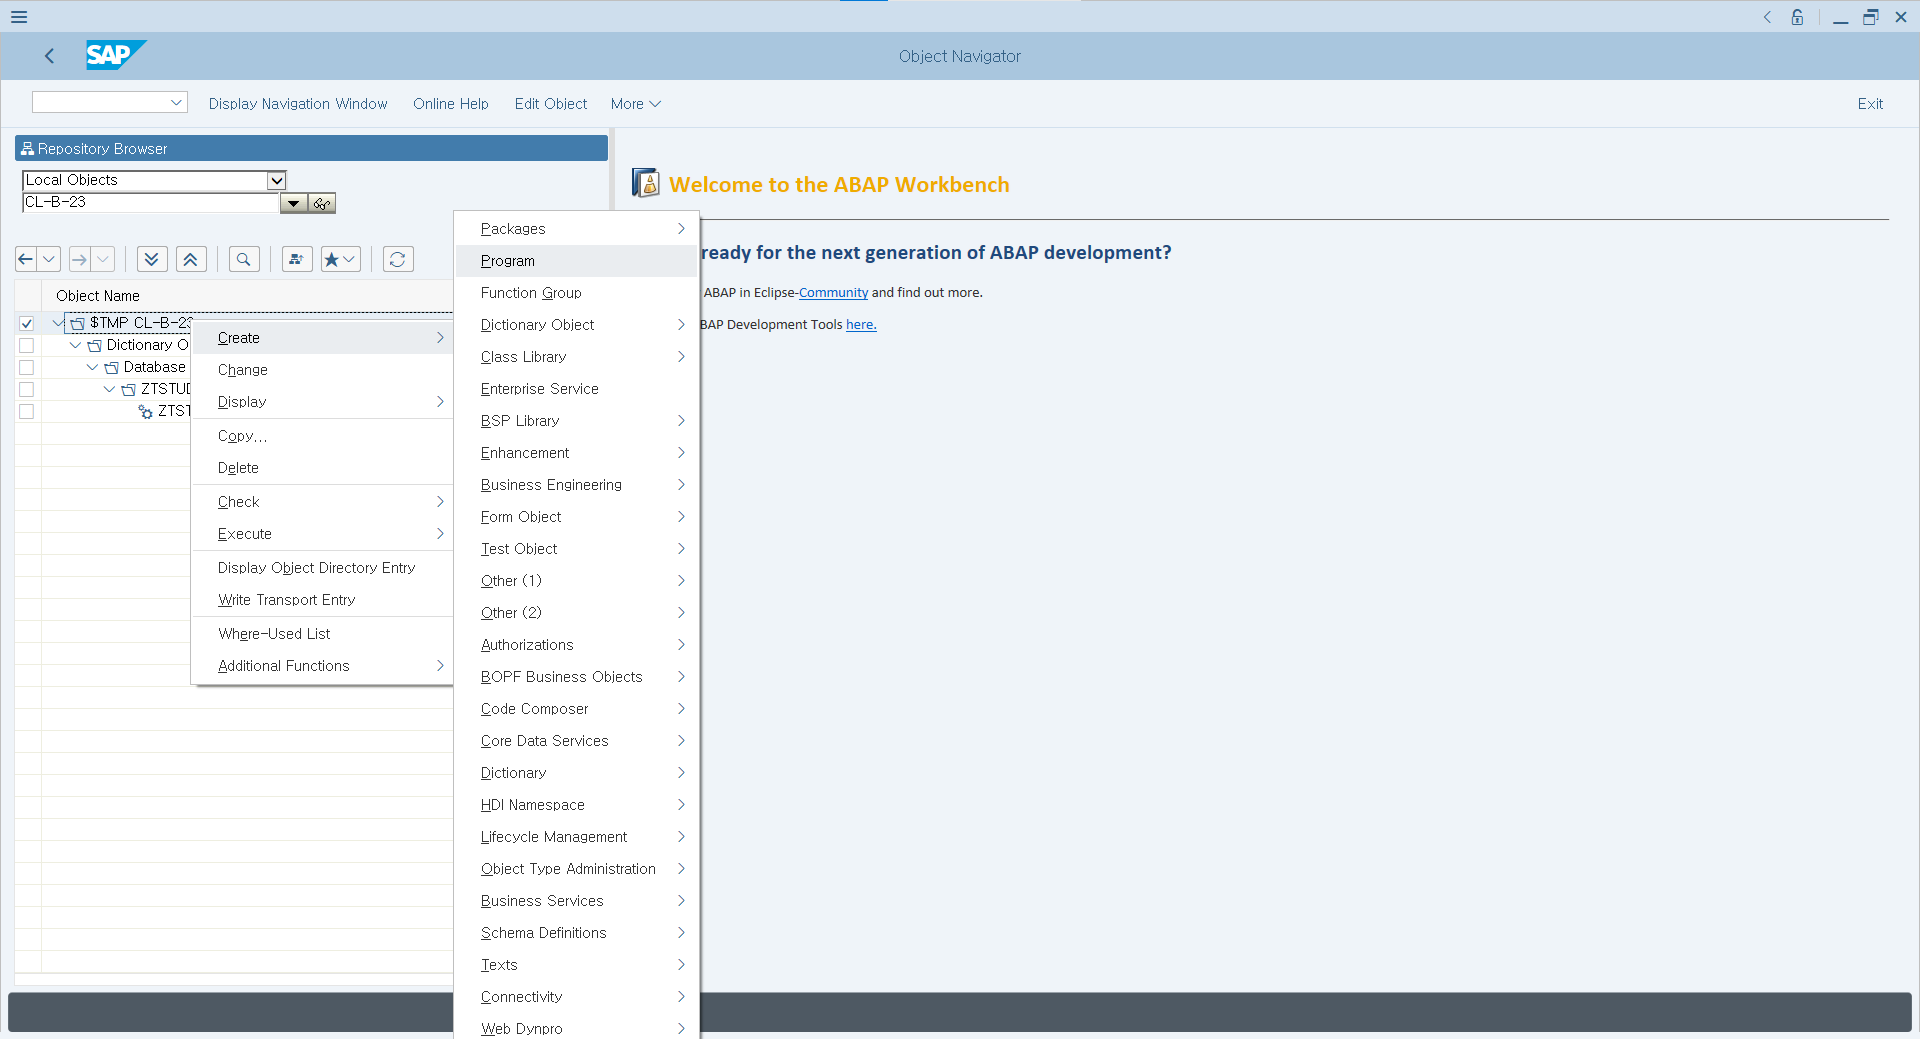 SAP
Object Navigator
Display Navigation Window
Online Help
Edit Object
More
Exit
Repository Browser
Local Objects
CL-B-23
Welcome to the ABAP Workbench
ready for the next generation of ABAP development?
ABAP in Eclipse-Community and find out more.
BAP Development Tools here.
Object Name
$TMP CL-B-23
Dictionary O
Database
ZTSTUD
ZTST
Create
Change
Display
Copy...
Delete
Check
Execute
Display Object Directory Entry
Write Transport Entry
Where-Used List
Additional Functions
Packages
Program
Function Group
Dictionary Object
Class Library
Enterprise Service
BSP Library
Enhancement
Business Engineering
Form Object
Test Object
Other (1)
Other (2)
Authorizations
BOPF Business Objects
Code Composer
Core Data Services
Dictionary
HDI Namespace
Lifecycle Management
Object Type Administration
Business Services
Schema Definitions
Texts
Connectivity
Web Dynpro